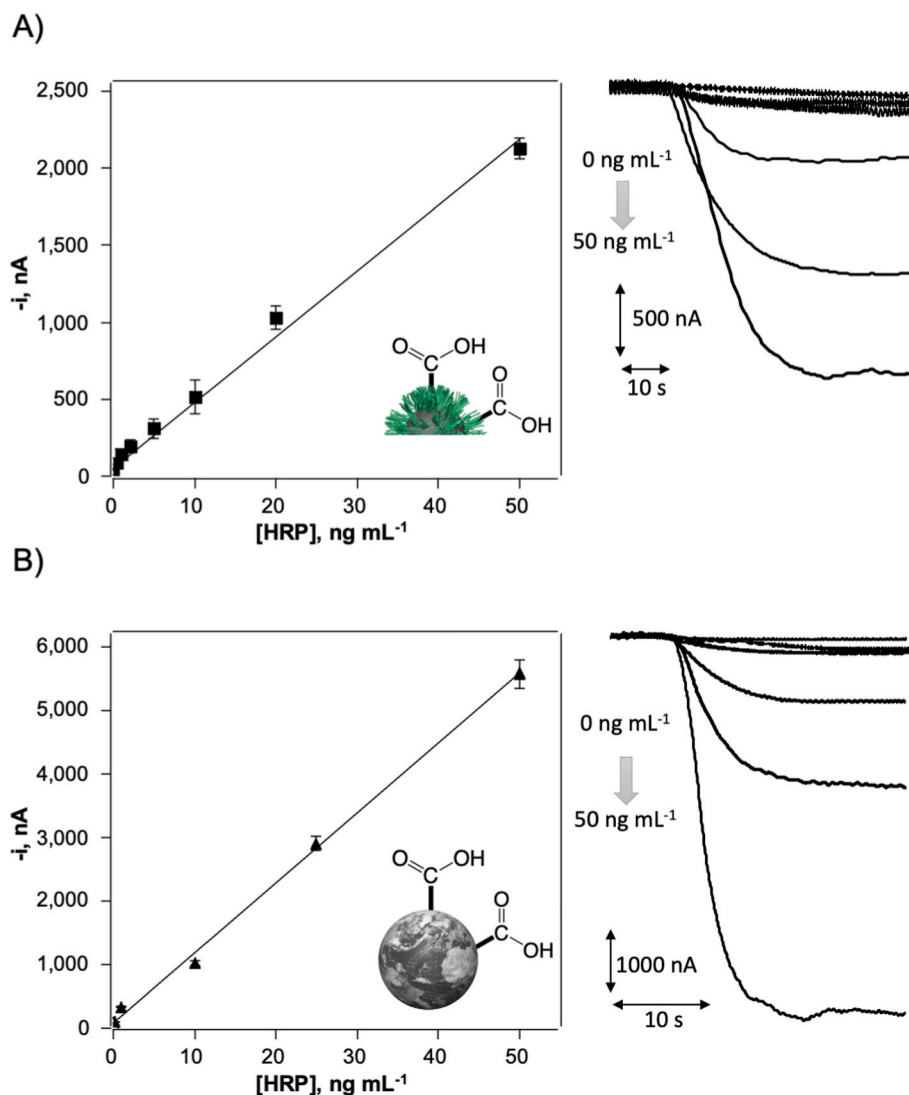 A)
2,500
2,000
1,500
1,000
500
0
-i, nA
0 10 20 30 40 50
[HRP], ng mL-1
O
C
OH
O
C
OH
0 ng mL-1
50 ng mL-1
500 nA
10 s
B)
6,000
5,000
4,000
3,000
2,000
1,000
0
-i, nA
0 10 20 30 40 50
[HRP], ng mL-1
O
C
OH
O
C
OH
0 ng mL-1
50 ng mL-1
1000 nA
10 s